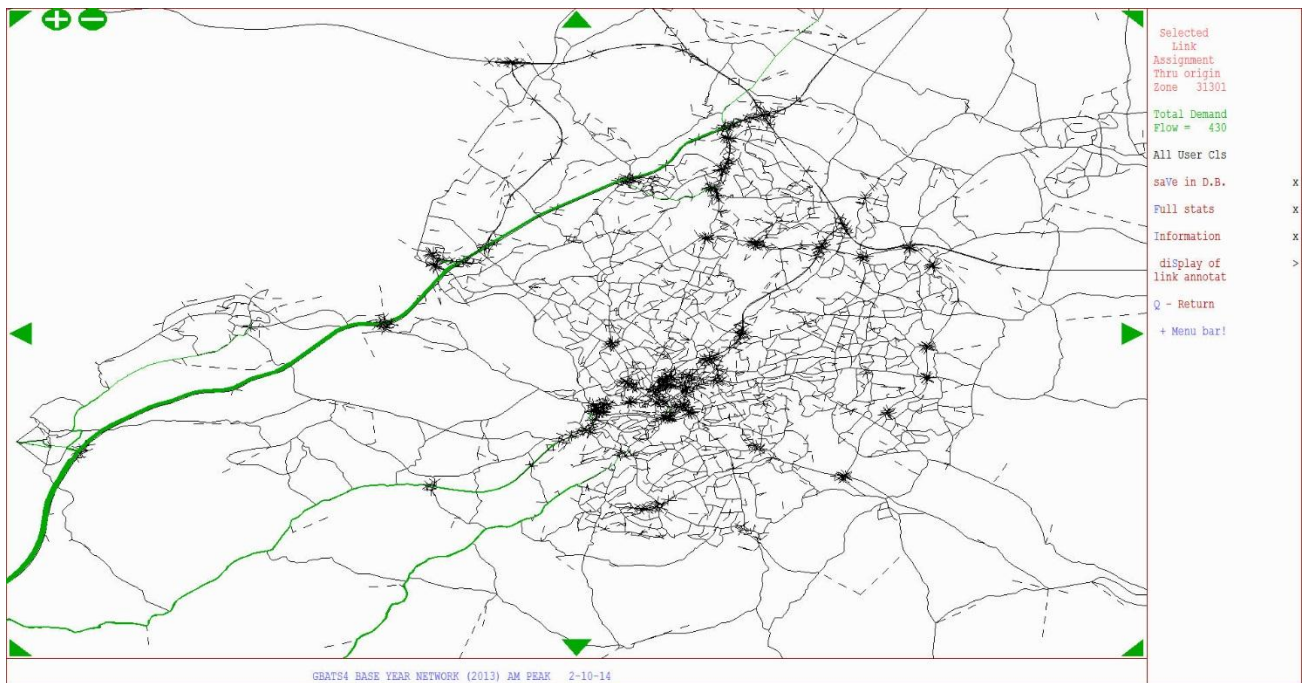 Selected
Link
Assignment
Thru origin
Zone 31301
Total Demand
Flow = 430
All User Cls
saVe in D.B. x
Full stats x
Information x
diSplay of >
link annotat
Q - Return
+ Menu bar!
GBATS4 BASE YEAR NETWORK (2013) AM PEAK 2-10-14